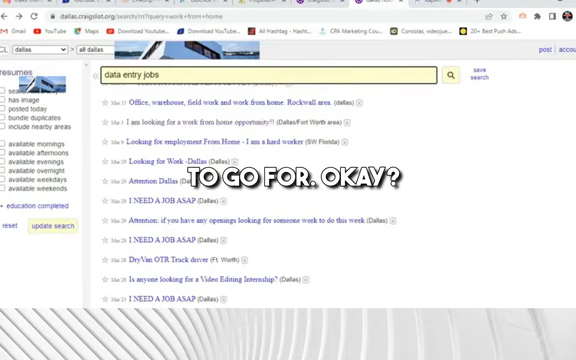 YouTube
dallas.craigslist.org/search/rrr?query=work+from+home
Gmail YouTube Maps Download Youtube... Download Youtube... All Hashtag - Hasht... CPA Marketing Cour... Consolas, videojue... 20+ Best Push Ads...
CL dallas > all dallas post accou
resumes
has image
posted today
bundle duplicates
include nearby areas
available mornings
available afternoons
available evenings
available overnight
available weekdays
available weekends
education completed
reset update search
data entry jobs
save
search
Office, warehouse, field work and work from home. Rockwall area. (dallas)
I am looking for a work from home opportunity!! (Dallas/Fort Worth area)
Mar 9 Looking for employment From Home - I am a hard worker (SW Florida)
Looking for Work -Dallas (Dallas)
Attention Dallas
TO GO FOR. OKAY?
I NEED A JOB ASAP (Dallas)
Attention: if you have any openings looking for someone work to do this week (Dallas)
I NEED A JOB ASAP (Dallas)
DryVan OTR Truck driver (Ft. Worth)
Is anyone looking for a Video Editing Internship? (Dallas)
I NEED A JOB ASAP (Dallas)